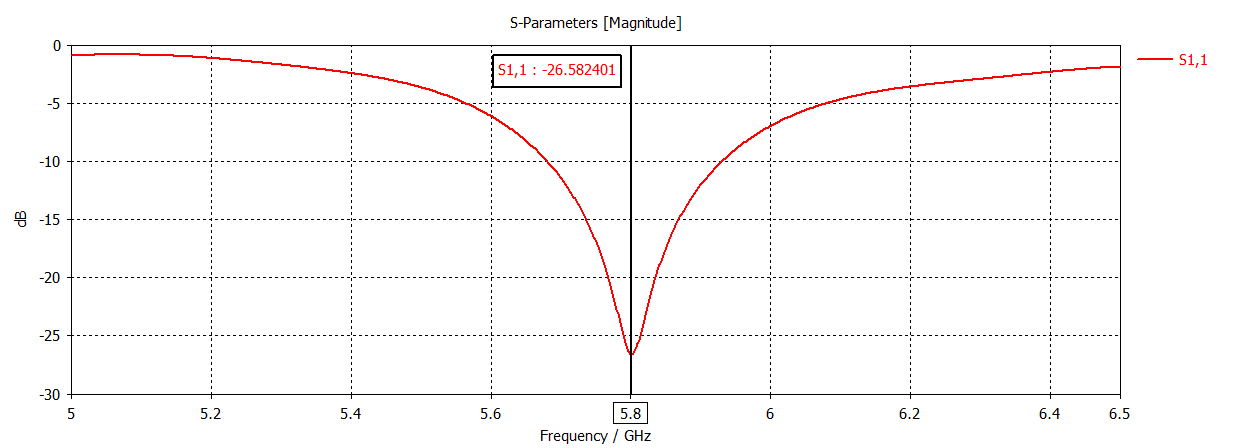 S-Parameters [Magnitude]
S1,1 : -26.582401
S1,1
0
-5
-10
-15
-20
-25
-30
dB
5 5.2 5.4 5.6 5.8 6 6.2 6.4 6.5
Frequency / GHz